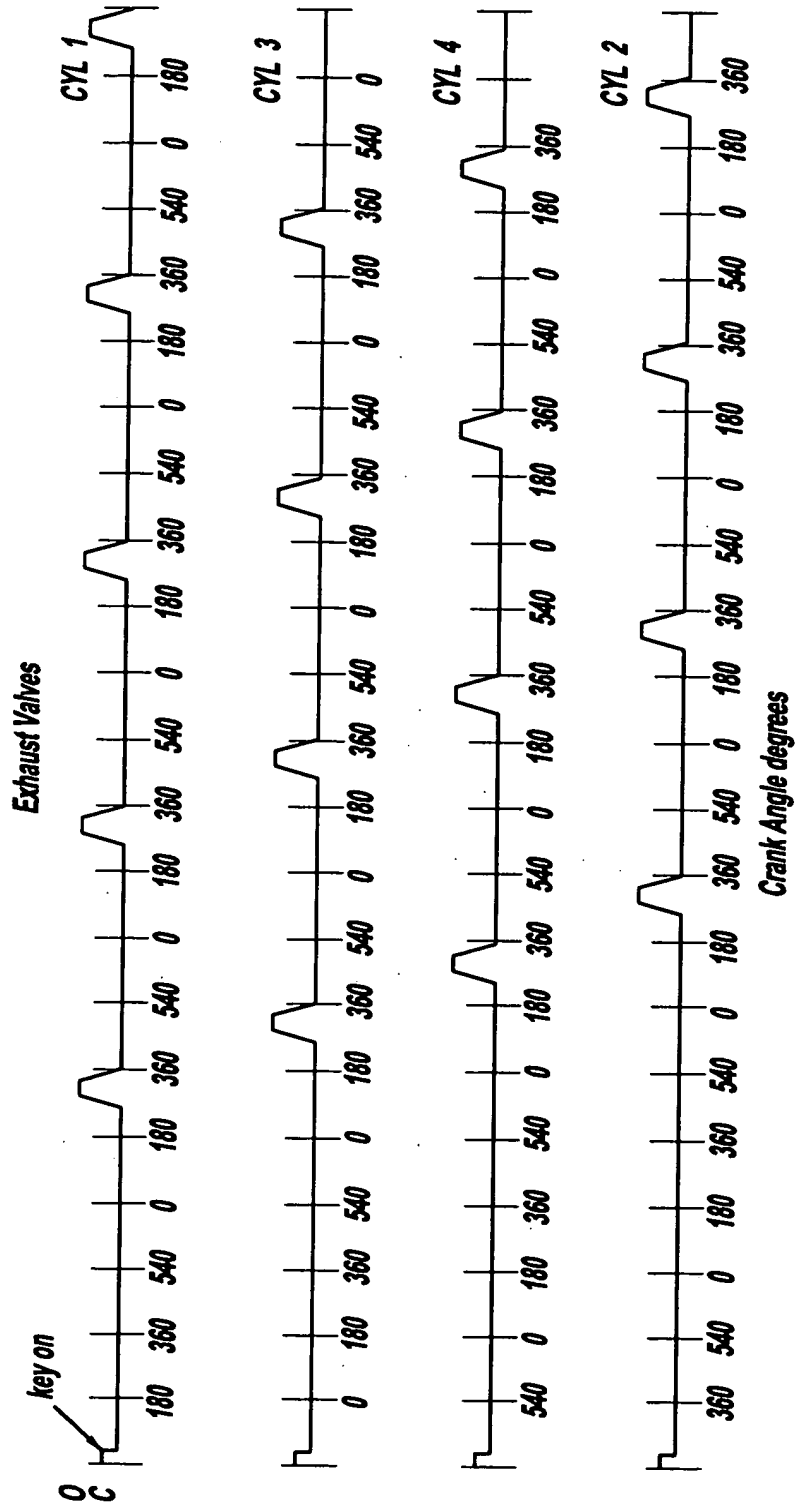 Exhaust Valves
key on
O
C
CYL 1
180 360 540 0 180 360 540 0 180 360 540 0 180 360 540 0 180 360 540 0 180
CYL 3
0 180 360 540 0 180 360 540 0 180 360 540 0 180 360 540 0 180 360 540 0
CYL 4
540 0 180 360 540 0 180 360 540 0 180 360 540 0 180 360 540 0 180 360
CYL 2
360 540 0 180 360 540 0 180 360 540 0 180 360 540 0 180 360 540 0 180 360
Crank Angle degrees